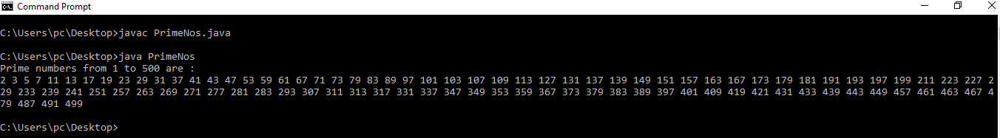 Command Prompt
C:\Users\pc\Desktop>javac PrimeNos.java
C:\Users\pc\Desktop>java PrimeNos
Prime numbers from 1 to 500 are :
2 3 5 7 11 13 17 19 23 29 31 37 41 43 47 53 59 61 67 71 73 79 83 89 97 101 103 107 109 113 127 131 137 139 149 151 157 163 167 173 179 181 191 193 197 199 211 223 227 2
29 233 239 241 251 257 263 269 271 277 281 283 293 307 311 313 317 331 337 347 349 353 359 367 373 379 383 389 397 401 409 419 421 431 433 439 443 449 457 461 463 467 4
79 487 491 499
C:\Users\pc\Desktop>